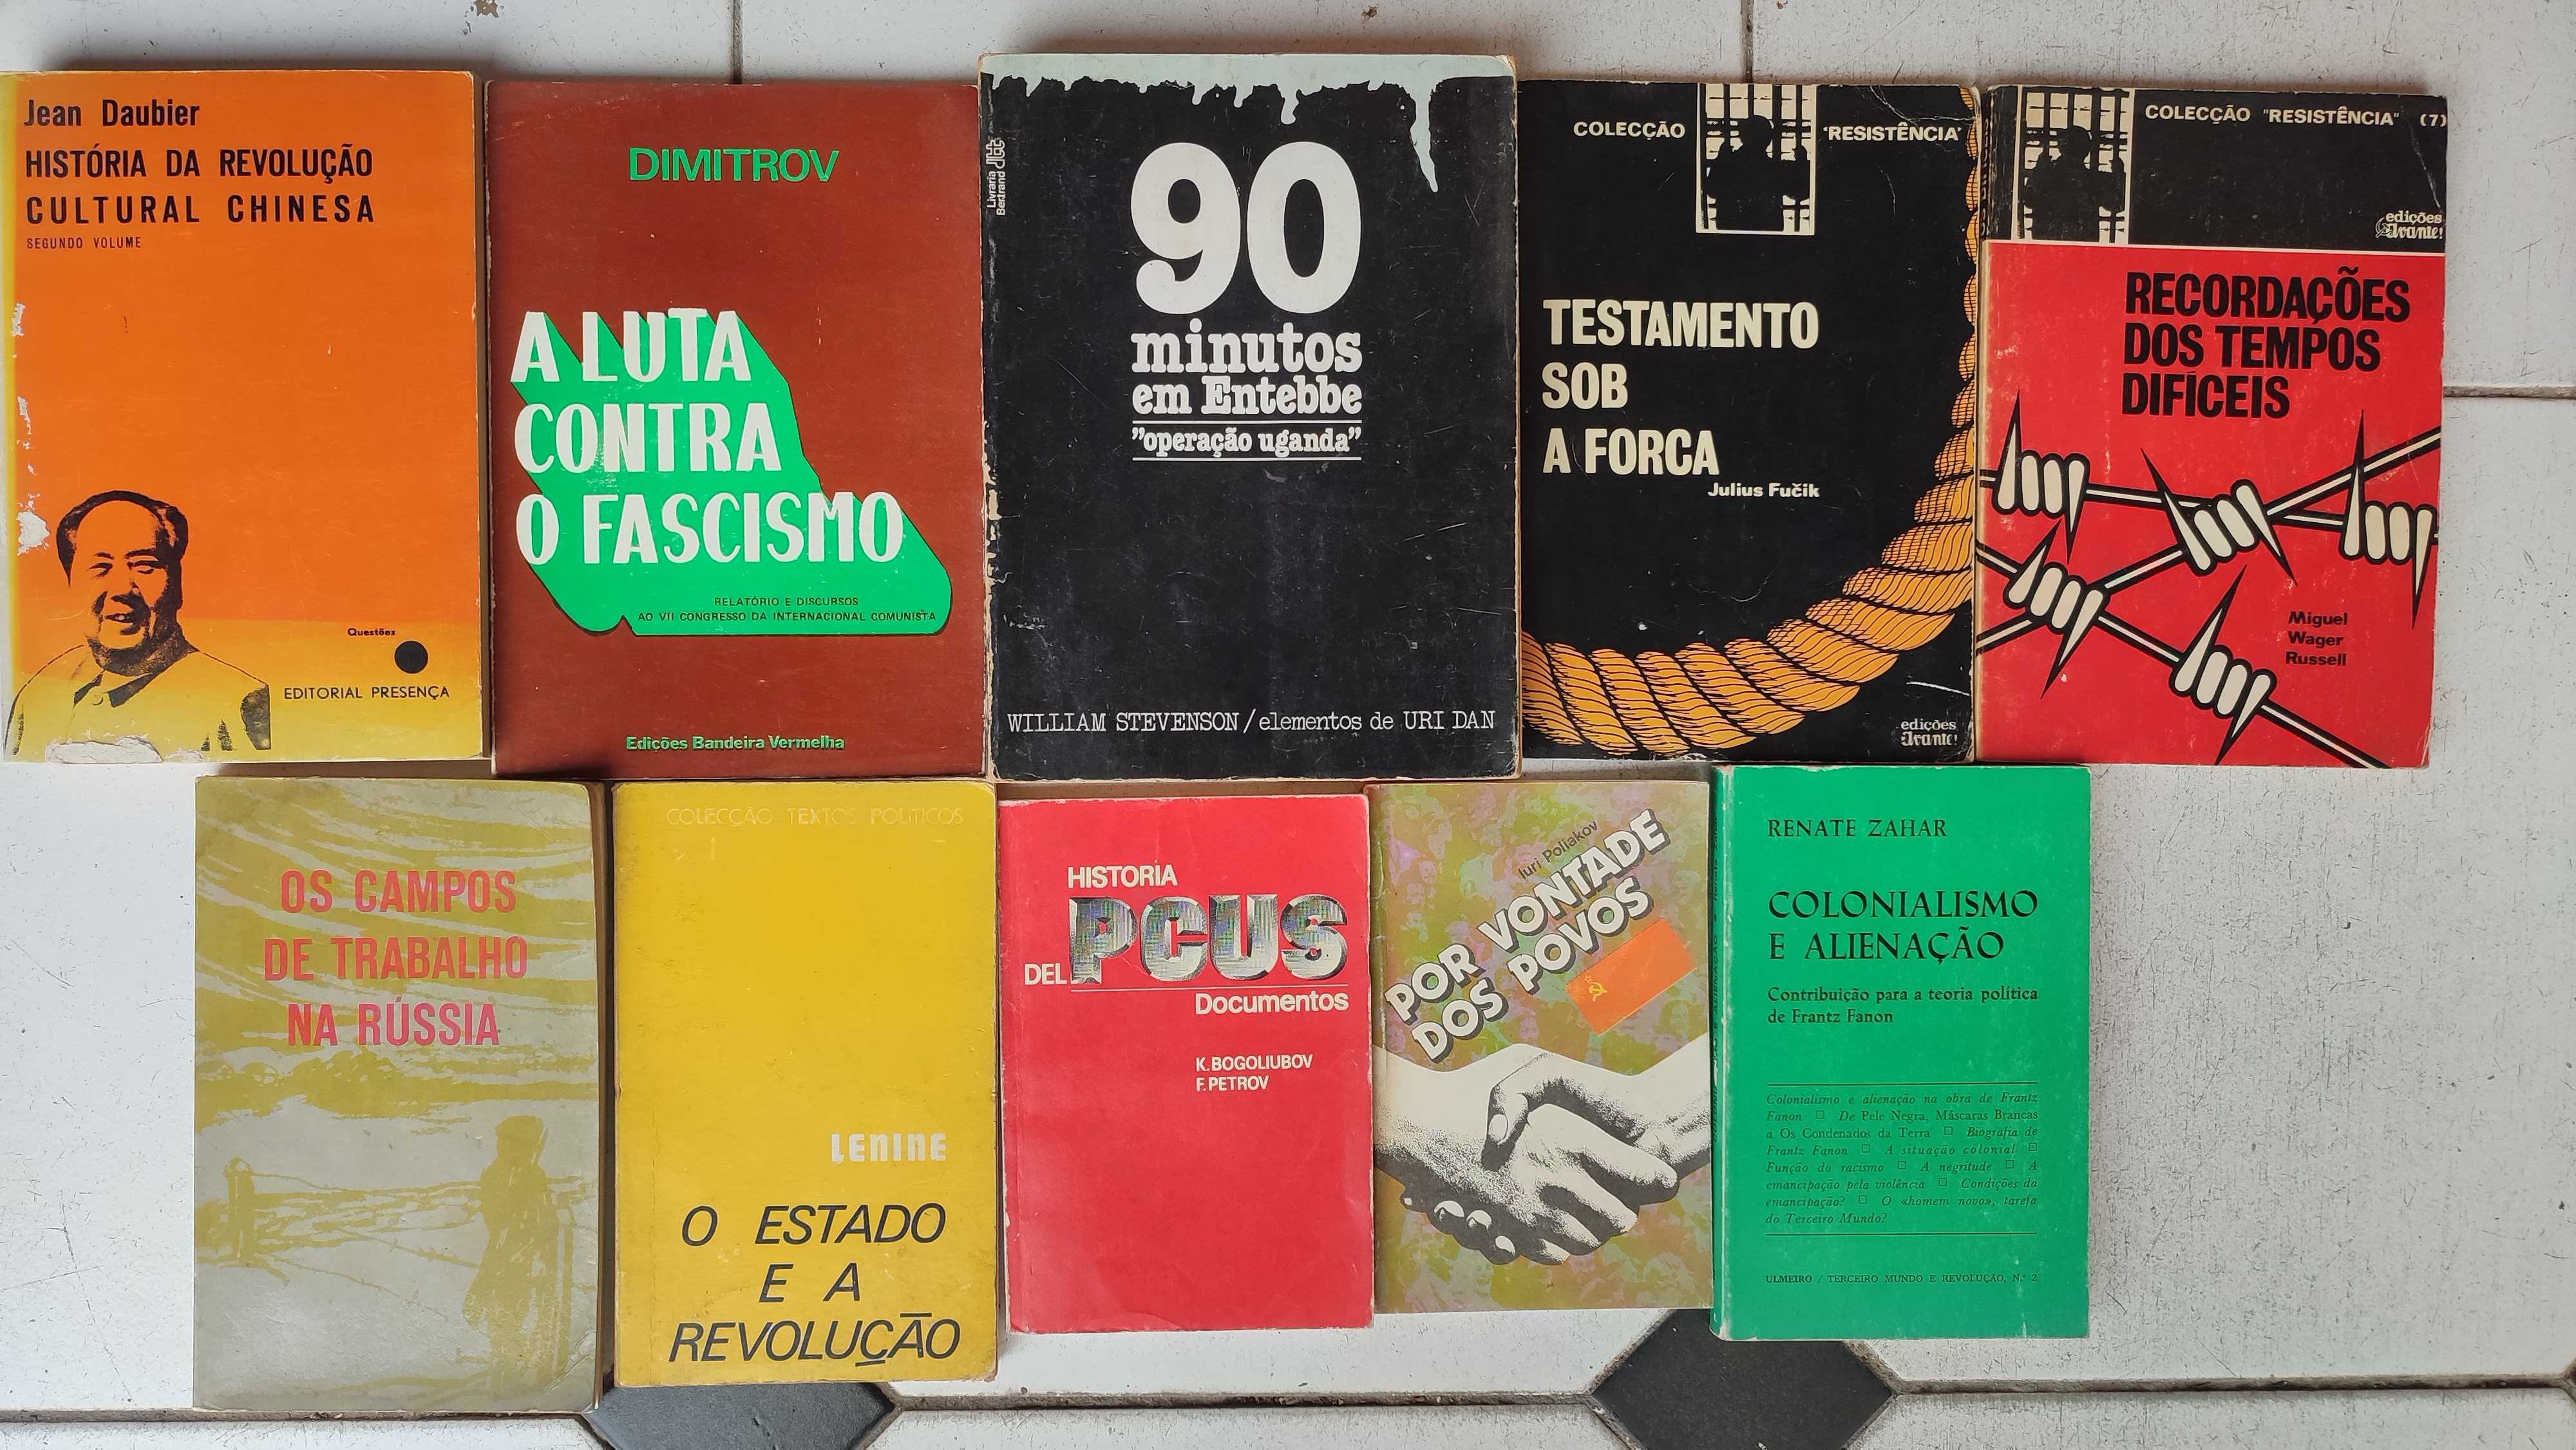 Jean Daubier
HISTÓRIA DA REVOLUÇÃO
CULTURAL CHINESA
SEGUNDO VOLUME
Questões
EDITORIAL PRESENÇA
DIMITROV
A LUTA
CONTRA
O FASCISMO
RELATÓRIO E DISCURSOS
AO VII CONGRESSO DA INTERNACIONAL COMUNISTA
Edições Bandeira Vermelha
Livraria
Bertrand
90
minutos
em Entebbe
"operação uganda"
WILLIAM STEVENSON / elementos de URI DAN
COLECÇÃO "RESISTÊNCIA"
TESTAMENTO
SOB
A FORCA
Julius Fučik
edições
Avante!
COLECÇÃO "RESISTÊNCIA" (7)
edições
Avante!
RECORDAÇÕES
DOS TEMPOS
DIFÍCEIS
Miguel
Wager
Russell
OS CAMPOS
DE TRABALHO
NA RÚSSIA
COLECÇÃO TEXTOS POLITICOS
LENINE
O ESTADO
E A
REVOLUÇÃO
HISTORIA
DEL PCUS
Documentos
K. BOGOLIUBOV
F. PETROV
Iuri Poliakov
POR VONTADE
DOS POVOS
RENATE ZAHAR
COLONIALISMO
E ALIENAÇÃO
Contribuição para a teoria política
de Frantz Fanon
Colonialismo e alienação na obra de Frantz
Fanon □ De Pele Negra, Máscaras Brancas
a Os Condenados da Terra □ Biografia de
Frantz Fanon □ A situação colonial □
Função do racismo □ A negritude □ A
emancipação pela violência □ Condições da
emancipação? □ O «homem novo», tarefa
do Terceiro Mundo?
ULMEIRO / TERCEIRO MUNDO E REVOLUÇÃO, N.º 2